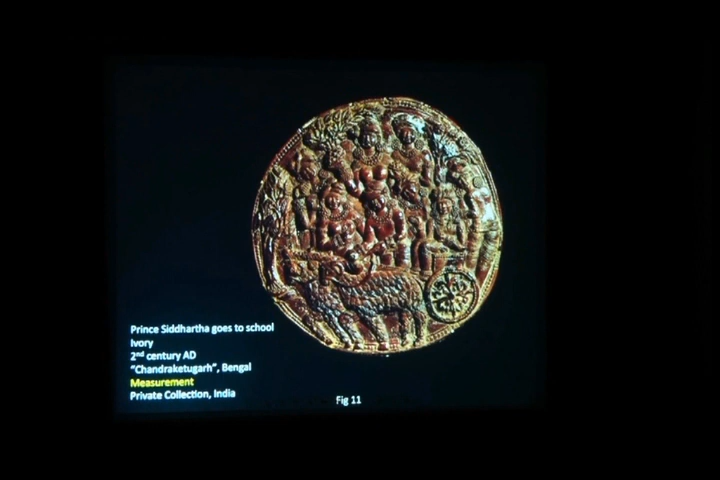 Prince Siddhartha goes to school
Ivory
2nd century AD
"Chandraketugarh", Bengal
Measurement
Private Collection, India
Fig 11